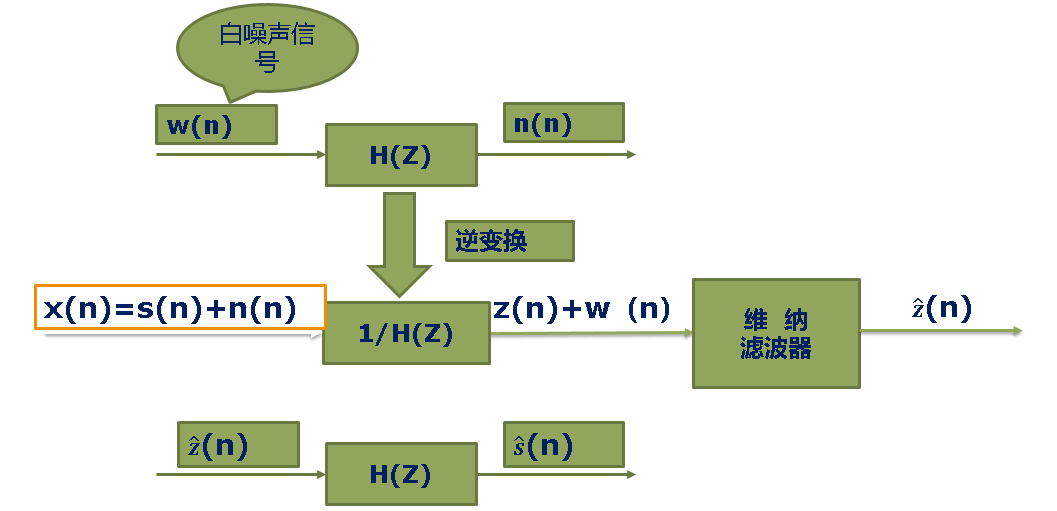 白噪声信
号
w(n)
n(n)
H(Z)
逆变换
x(n)=s(n)+n(n)
1/H(Z)
z(n)+w (n)
维 纳
滤波器
ẑ(n)
ẑ(n)
H(Z)
ŝ(n)